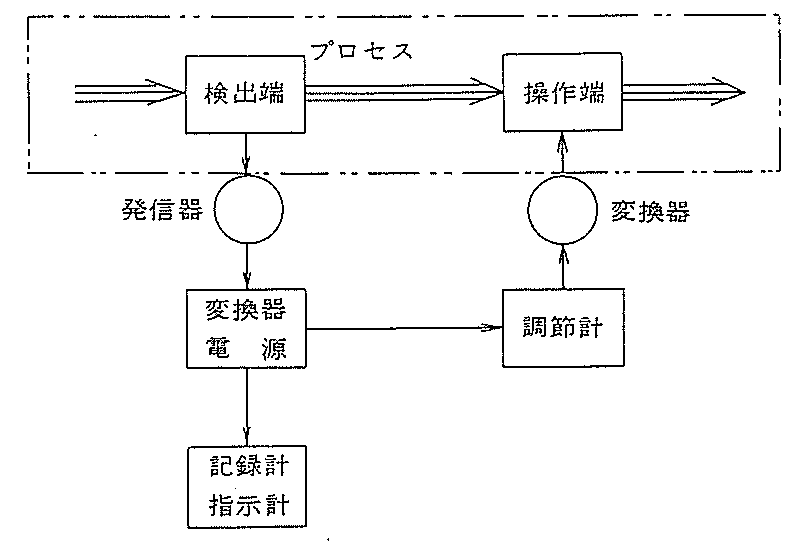 プロセス
検出端
操作端
発信器
変換器
変換器
電源
調節計
記録計
指示計